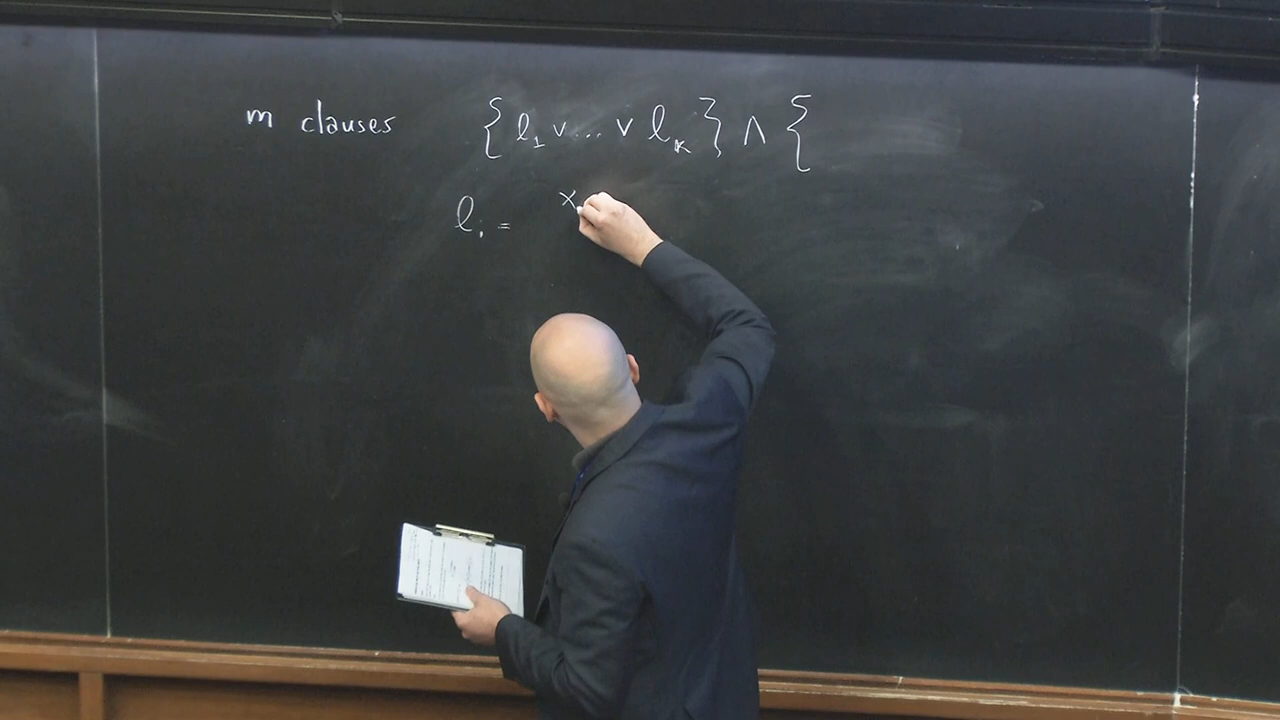 m clauses { ℓ₁ ∨ ... ∨ ℓₖ } ∧ {
ℓᵢ = x